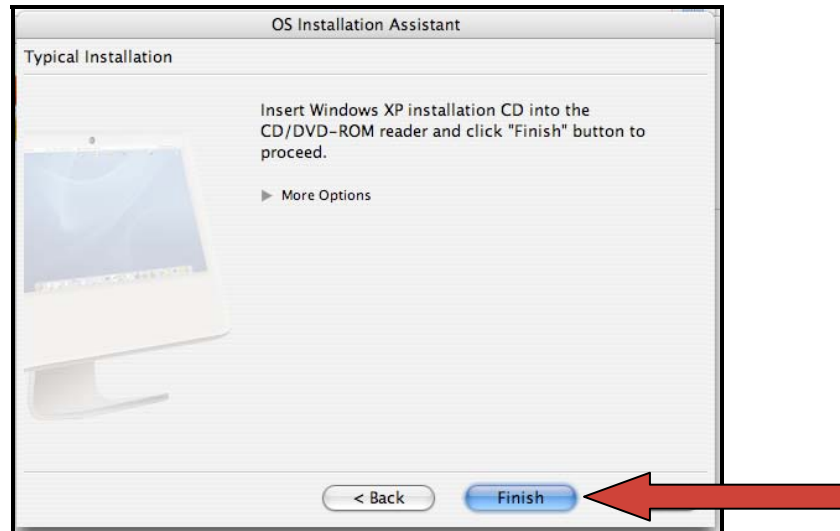 OS Installation Assistant
Typical Installation
Insert Windows XP installation CD into the
CD/DVD-ROM reader and click "Finish" button to
proceed.
More Options
< Back
Finish